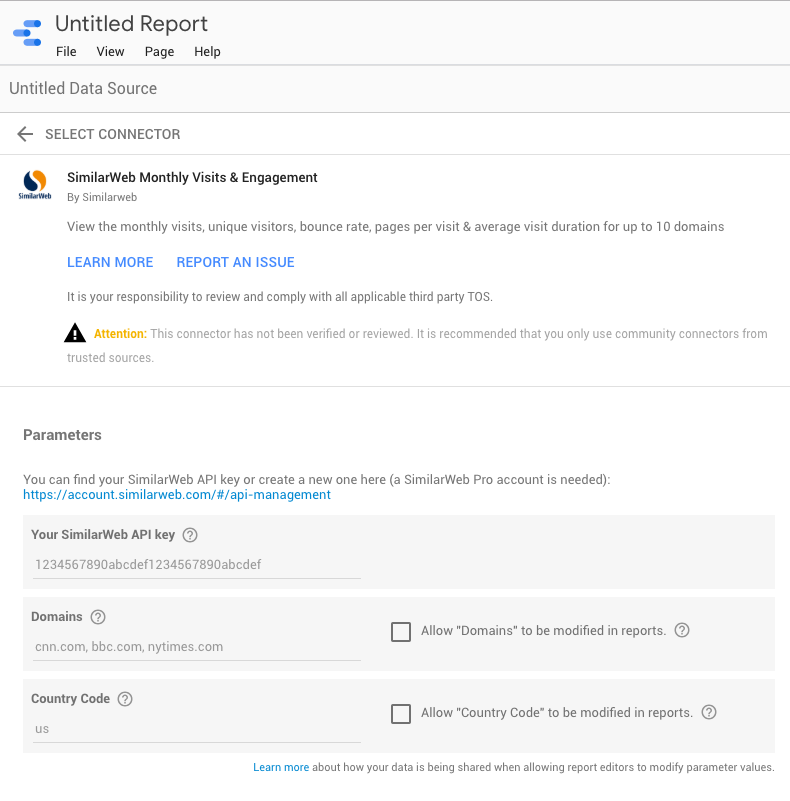 Untitled Report
File View Page Help
Untitled Data Source
SELECT CONNECTOR
SimilarWeb
SimilarWeb Monthly Visits & Engagement
By Similarweb
View the monthly visits, unique visitors, bounce rate, pages per visit & average visit duration for up to 10 domains
LEARN MORE REPORT AN ISSUE
It is your responsibility to review and comply with all applicable third party TOS.
Attention: This connector has not been verified or reviewed. It is recommended that you only use community connectors from
trusted sources.
Parameters
You can find your SimilarWeb API key or create a new one here (a SimilarWeb Pro account is needed):
https://account.similarweb.com/#/api-management
Your SimilarWeb API key ?
1234567890abcdef1234567890abcdef
Domains ?
Allow "Domains" to be modified in reports. ?
cnn.com, bbc.com, nytimes.com
Country Code ?
Allow "Country Code" to be modified in reports. ?
us
Learn more about how your data is being shared when allowing report editors to modify parameter values.